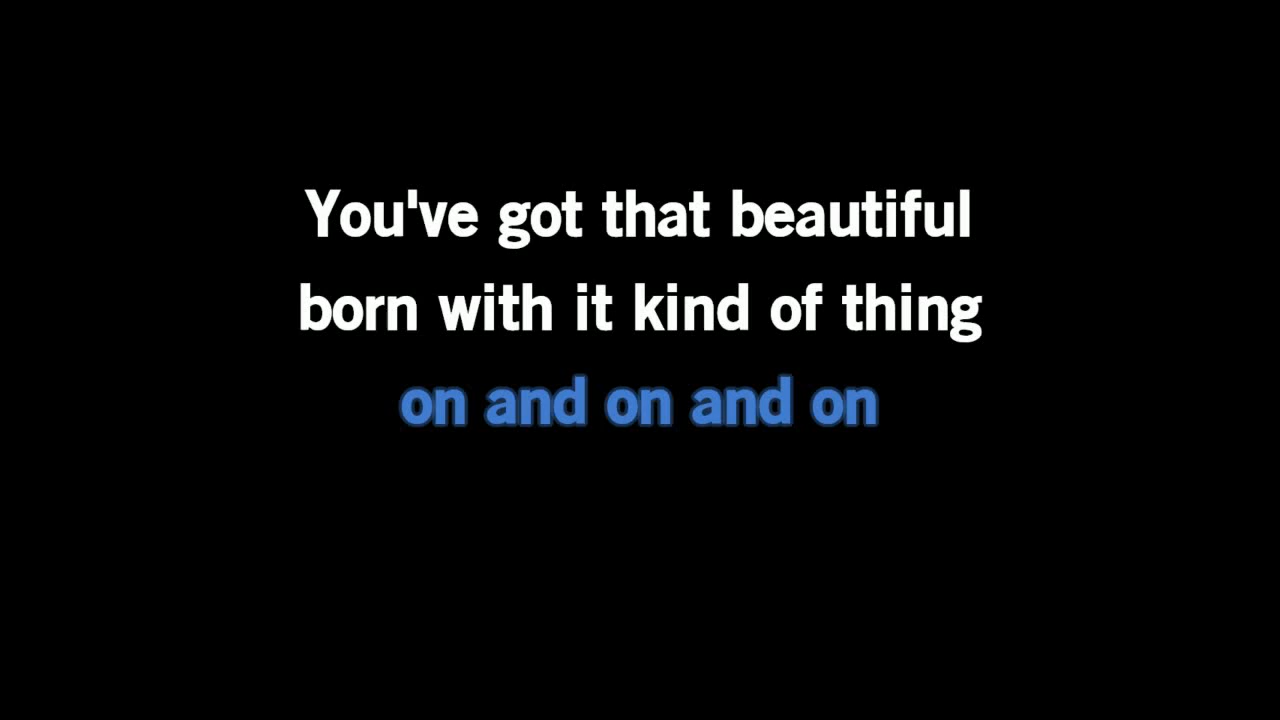 You've got that beautiful
born with it kind of thing
on and on and on